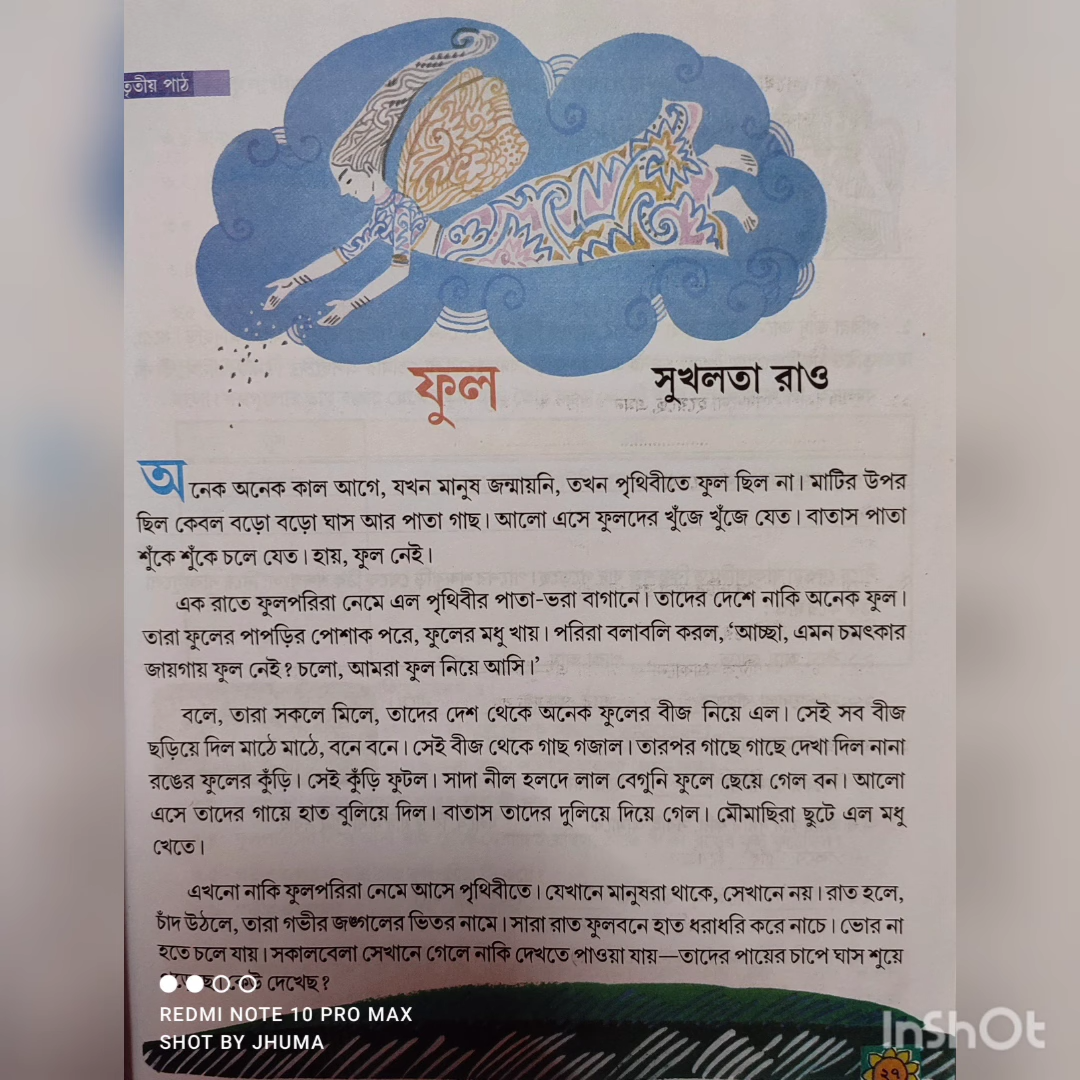 তৃতীয় পাঠ
ফুল
সুখলতা রাও
অনেক অনেক কাল আগে, যখন মানুষ জন্মায়নি, তখন পৃথিবীতে ফুল ছিল না। মাটির উপর
ছিল কেবল বড়ো বড়ো ঘাস আর পাতা গাছ। আলো এসে ফুলদের খুঁজে খুঁজে যেত। বাতাস পাতা
শুঁকে শুঁকে চলে যেত। হায়, ফুল নেই।
এক রাতে ফুলপরিরা নেমে এল পৃথিবীর পাতা-ভরা বাগানে। তাদের দেশে নাকি অনেক ফুল।
তারা ফুলের পাপড়ির পোশাক পরে, ফুলের মধু খায়। পরিরা বলাবলি করল, ‘আচ্ছা, এমন চমৎকার
জায়গায় ফুল নেই? চলো, আমরা ফুল নিয়ে আসি।’
বলে, তারা সকলে মিলে, তাদের দেশ থেকে অনেক ফুলের বীজ নিয়ে এল। সেই সব বীজ
ছড়িয়ে দিল মাঠে মাঠে, বনে বনে। সেই বীজ থেকে গাছ গজাল। তারপর গাছে গাছে দেখা দিল নানা
রঙের ফুলের কুঁড়ি। সেই কুঁড়ি ফুটল। সাদা নীল হলদে লাল বেগুনি ফুলে ছেয়ে গেল বন। আলো
এসে তাদের গায়ে হাত বুলিয়ে দিল। বাতাস তাদের দুলিয়ে দিয়ে গেল। মৌমাছিরা ছুটে এল মধু
খেতে।
এখনো নাকি ফুলপরিরা নেমে আসে পৃথিবীতে। যেখানে মানুষরা থাকে, সেখানে নয়। রাত হলে,
চাঁদ উঠলে, তারা গভীর জঙ্গলের ভিতর নামে। সারা রাত ফুলবনে হাত ধরাধরি করে নাচে। ভোর না
হতে চলে যায়। সকালবেলা সেখানে গেলে নাকি দেখতে পাওয়া যায়—তাদের পায়ের চাপে ঘাস শুয়ে
কেউ দেখেছ?
REDMI NOTE 10 PRO MAX
SHOT BY JHUMA
InShOt
২৭